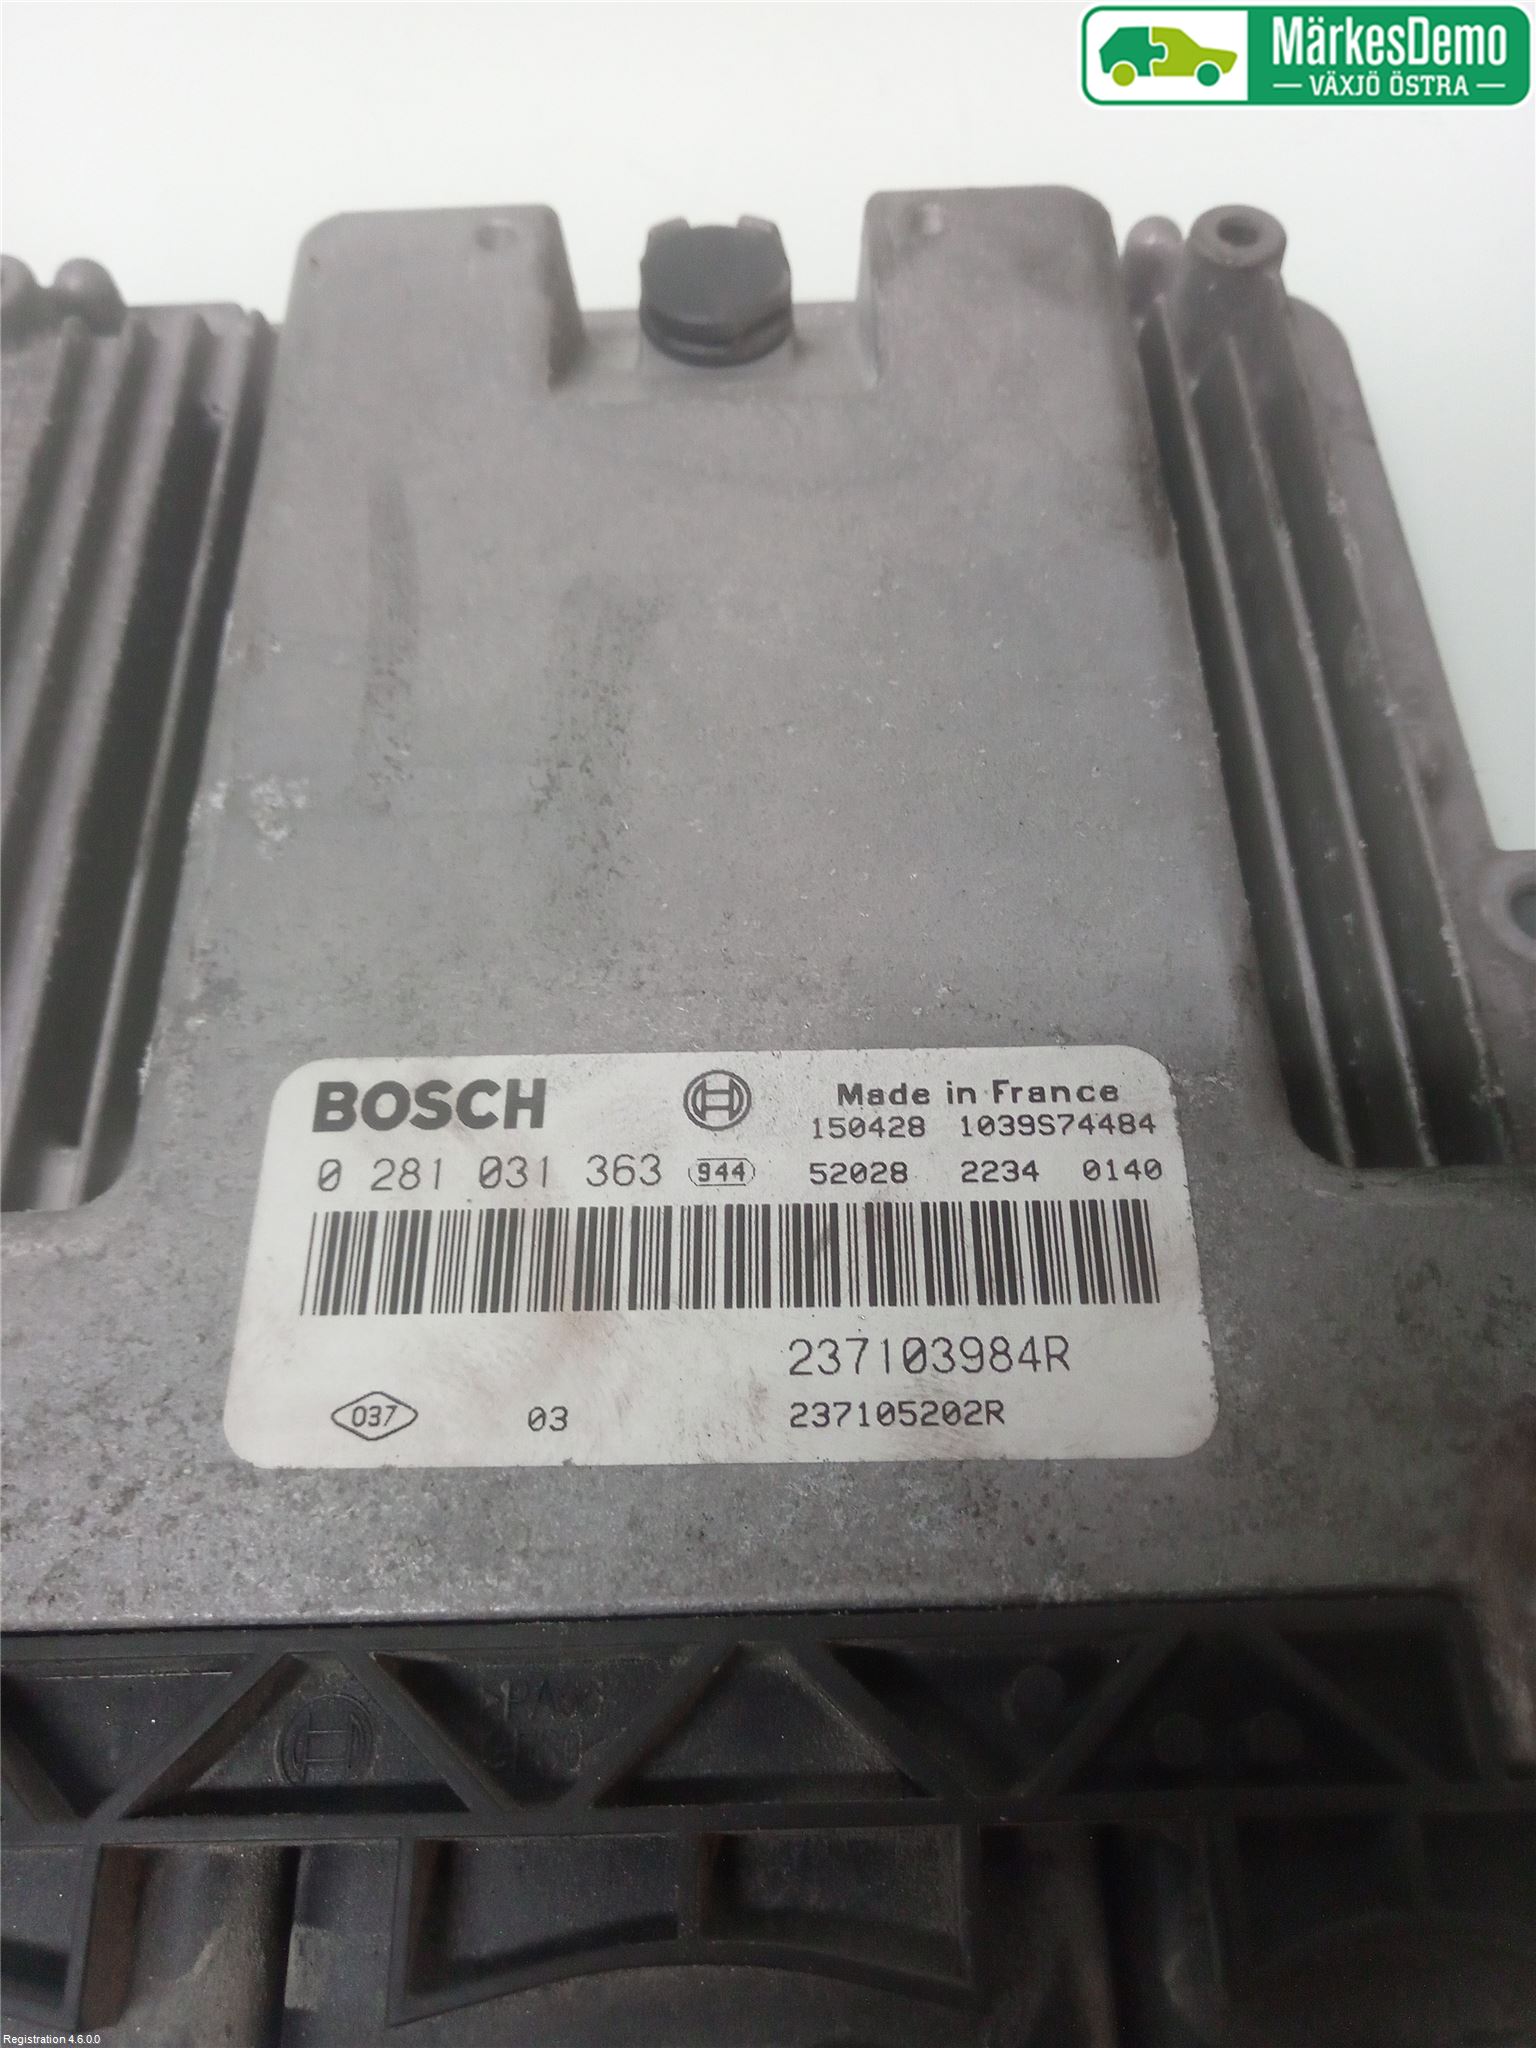 MärkesDemo
VÄXJÖ ÖSTRA
BOSCH
Made in France
150428 1039S74484
0 281 031 363 944 52028 2234 0140
237103984R
037 03 237105202R
Registration 4.6.0.0